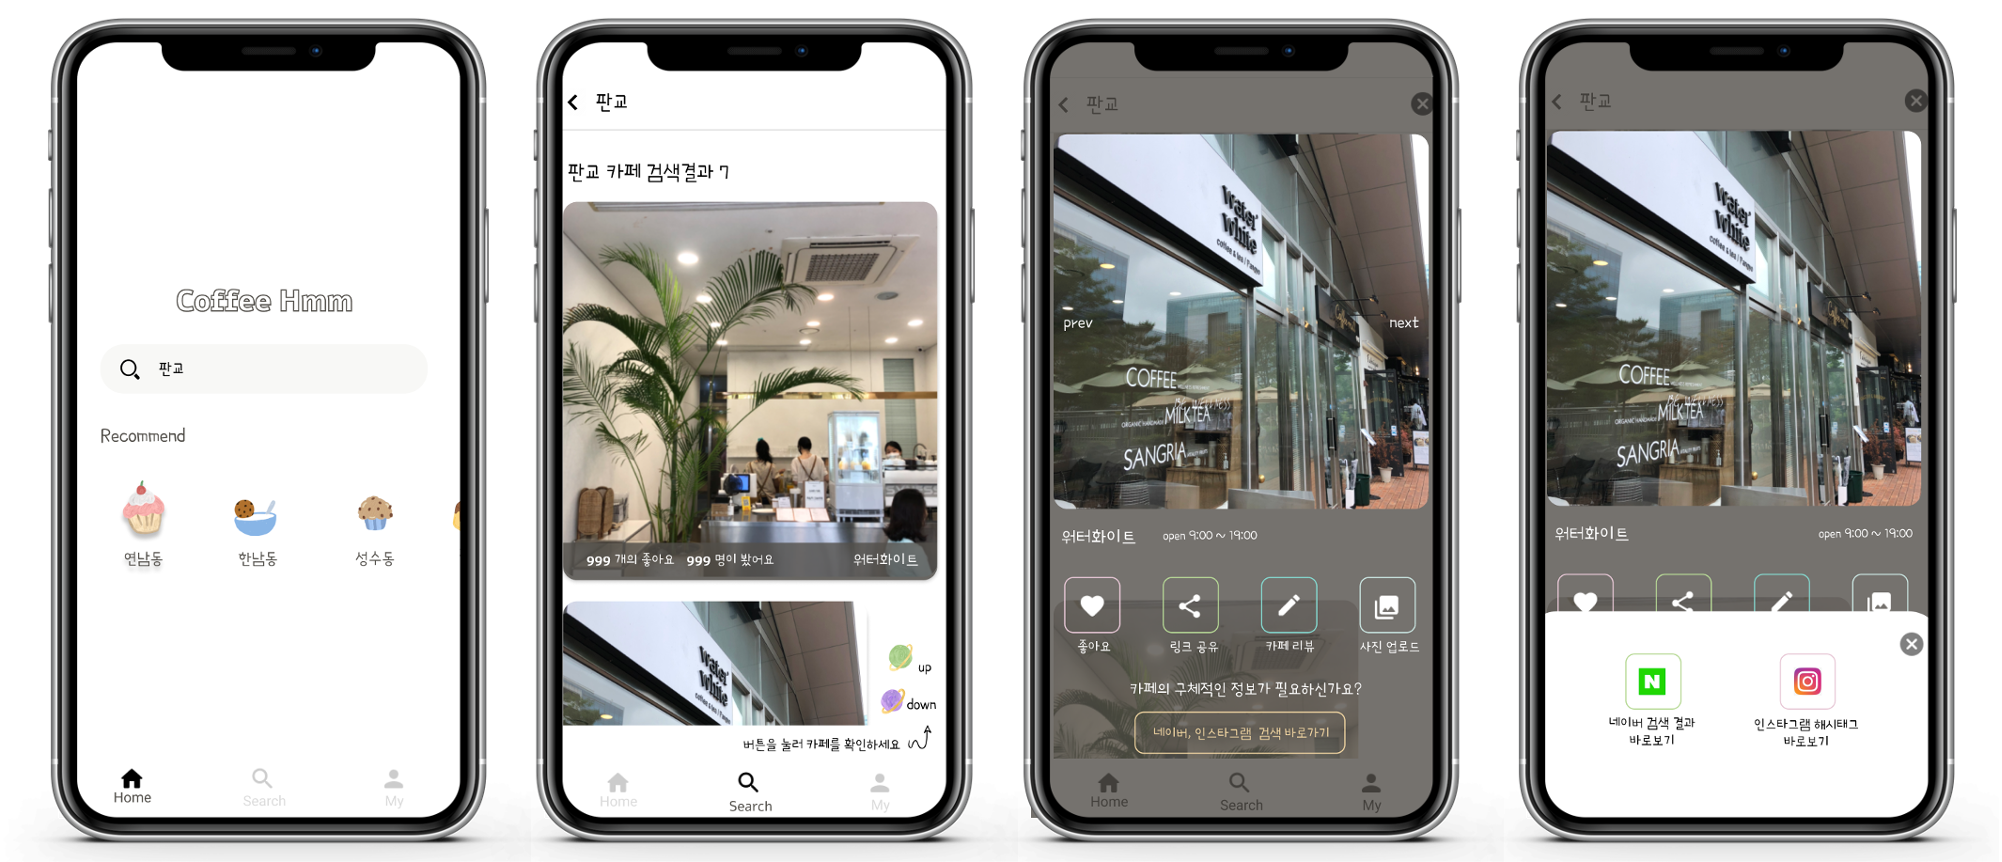 Coffee Hmm
판교
Recommend
연남동
한남동
성수동
Home
Search
My
판교
판교 카페 검색결과 7
999 개의 좋아요 999 명이 봤어요 워터화이트
water
white
coffee & tea / Pangyo
up
down
버튼을 눌러 카페를 확인하세요
Home
Search
My
판교
water
white
coffee & tea / Pangyo
prev
next
COFFEE
MILKTEA
SANGRIA
워터화이트 open 9:00 ~ 19:00
좋아요
링크 공유
카페 리뷰
사진 업로드
카페의 구체적인 정보가 필요하신가요?
네이버, 인스타그램 검색 바로가기
Home
Search
My
판교
water
white
coffee & tea / Pangyo
COFFEE
MILKTEA
SANGRIA
워터화이트 open 9:00 ~ 19:00
N
네이버 검색 결과
바로보기
인스타그램 해시태그
바로보기